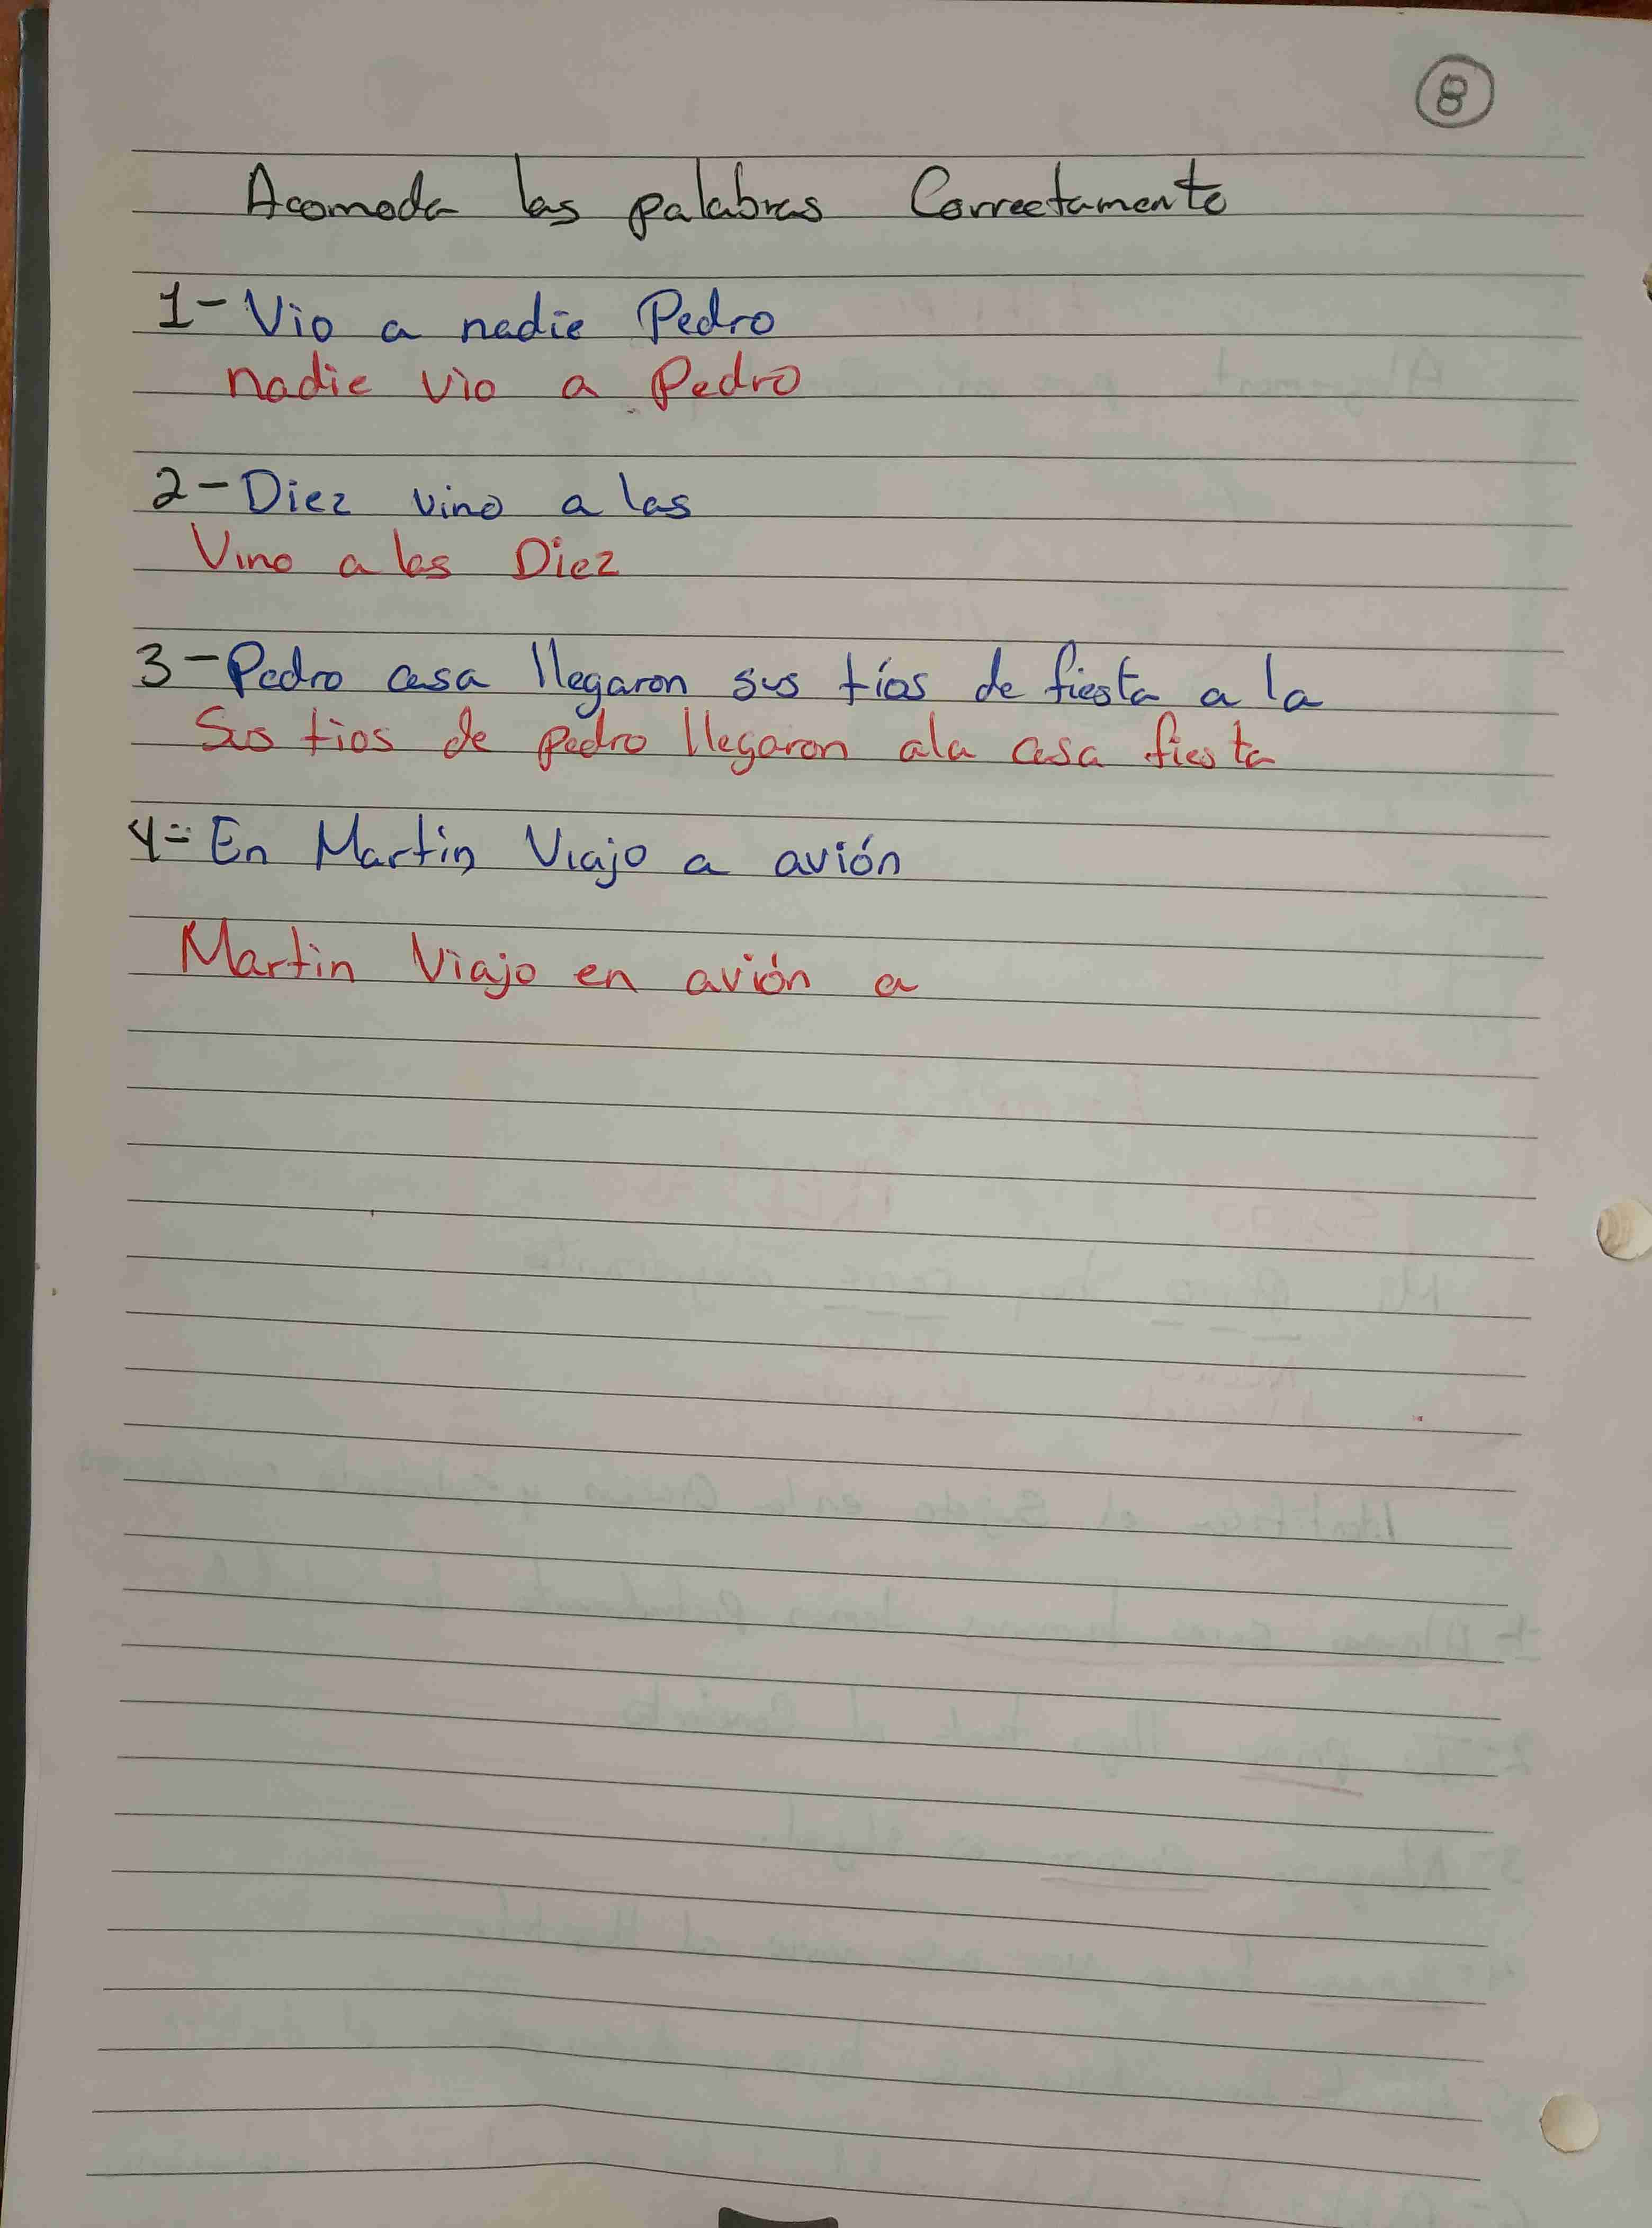 8
Acomoda las palabras Correctamente
1- Vio a nadie Pedro
nadie vio a Pedro
2- Diez vino a las
Vino a las Diez
3- Pedro casa llegaron sus tíos de fiesta a la
Sus tios de pedro llegaron ala casa fiesta
4- En Martin Viajo a avión
Martin Viajo en avión a